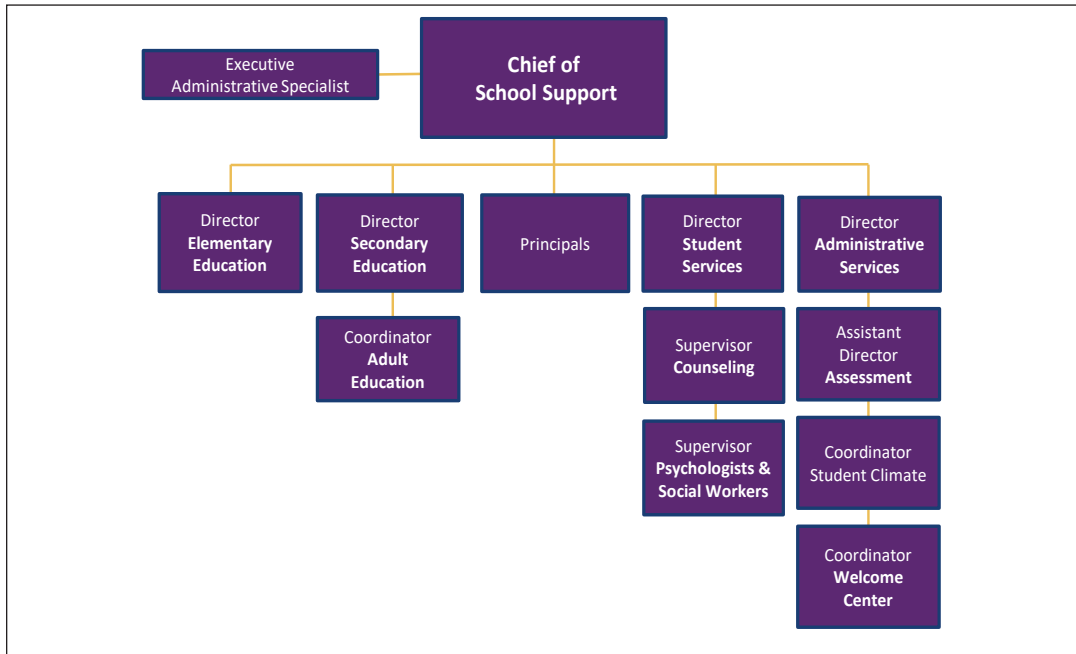 Executive
Administrative Specialist
Chief of
School Support
Director
Elementary
Education
Director
Secondary
Education
Principals
Director
Student
Services
Director
Administrative
Services
Coordinator
Adult
Education
Supervisor
Counseling
Assistant
Director
Assessment
Supervisor
Psychologists &
Social Workers
Coordinator
Student Climate
Coordinator
Welcome
Center